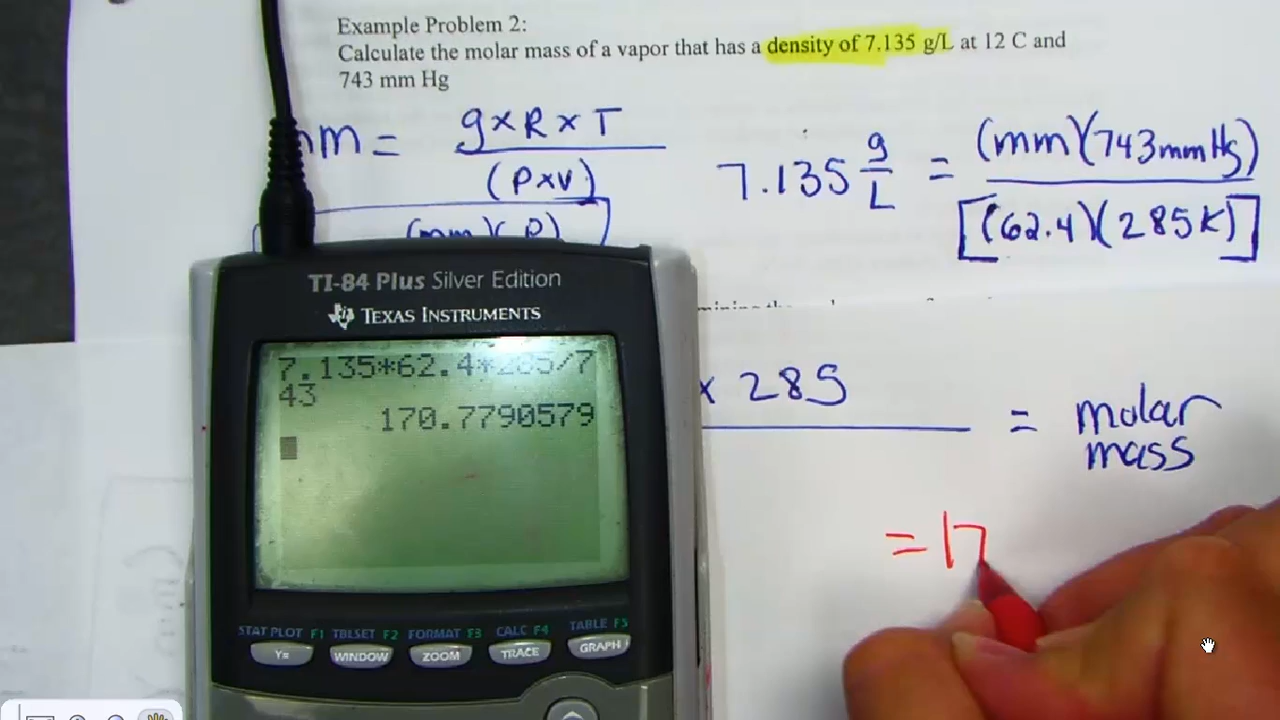 Example Problem 2:
Calculate the molar mass of a vapor that has a density of 7.135 g/L at 12 C and
743 mm Hg
mm = g x R x T
(P x V)
7.135 g/L = (mm)(743mmHg)
[(62.4)(285K)]
(mm)(P)
TI-84 Plus Silver Edition
TEXAS INSTRUMENTS
7.135*62.4*285/7
43
170.7790579
x 285
= molar
mass
= 17
STAT PLOT F1 TBLSET F2 FORMAT F3 CALC F4 TABLE F5
Y= WINDOW ZOOM TRACE GRAPH